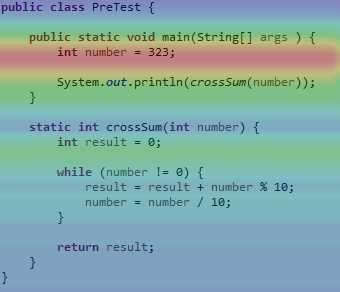 public class PreTest {
public static void main(String[] args ) {
int number = 323;
System.out.println(crossSum(number));
}
static int crossSum(int number) {
int result = 0;
while (number != 0) {
result = result + number % 10;
number = number / 10;
}
return result;
}
}